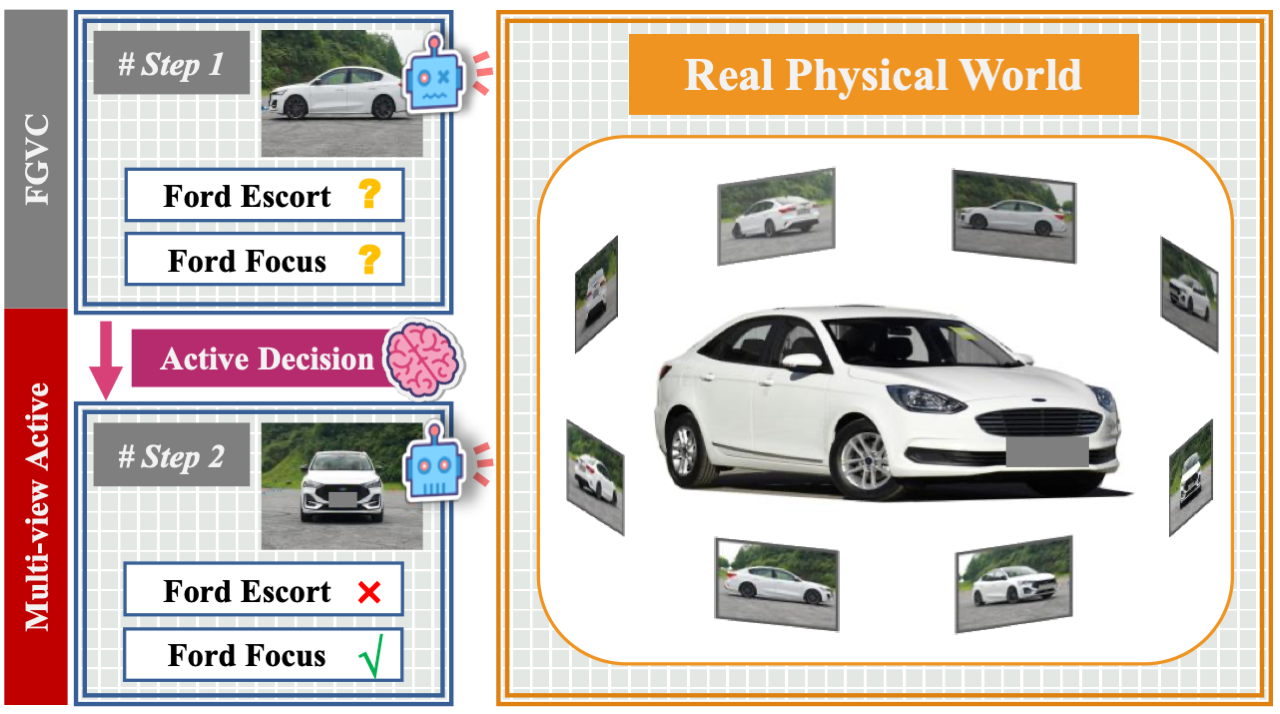 FGVC
# Step 1
Ford Escort ?
Ford Focus ?
Active Decision
Multi-view Active
# Step 2
Ford Escort ×
Ford Focus √
Real Physical World